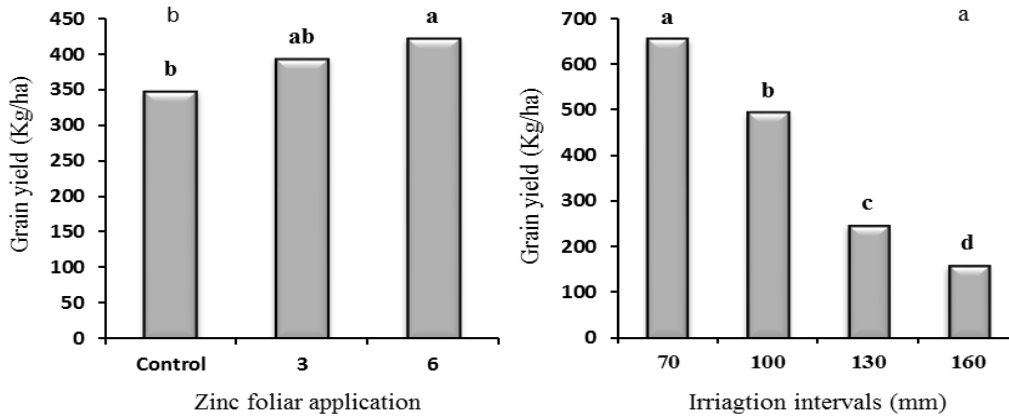 b
Grain yield (Kg/ha)
450
400
350
300
250
200
150
100
50
0
b
ab
a
Control 3 6
Zinc foliar application
a
Grain yield (Kg/ha)
700
600
500
400
300
200
100
0
a
b
c
d
70 100 130 160
Irriagtion intervals (mm)